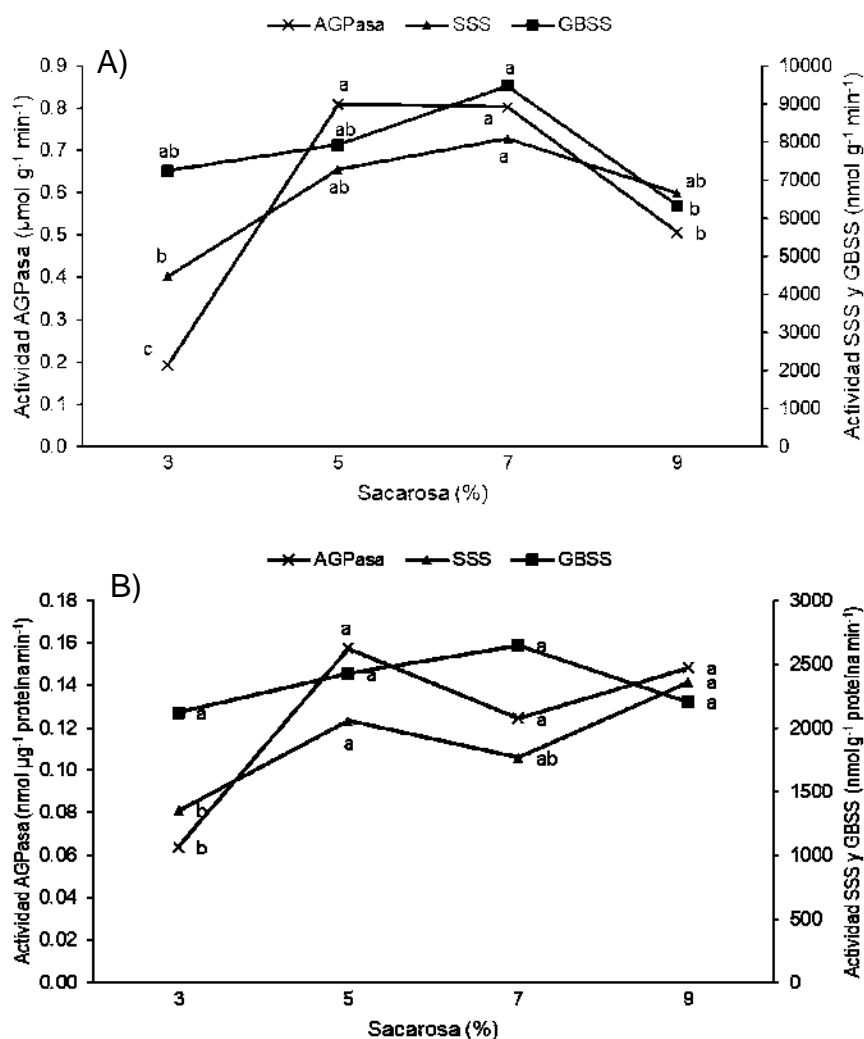 AGPasa SSS GBSS
A)
Actividad AGPasa (µmol g⁻¹ min⁻¹)
0.9
0.8
0.7
0.6
0.5
0.4
0.3
0.2
0.1
0.0
ab
b
c
a
ab
ab
a
a
a
ab
b
b
10000
9000
8000
7000
6000
5000
4000
3000
2000
1000
0
Actividad SSS y GBSS (nmol g⁻¹ min⁻¹)
3 5 7 9
Sacarosa (%)
AGPasa SSS GBSS
B)
Actividad AGPasa (nmol µg⁻¹ proteína min⁻¹)
0.18
0.16
0.14
0.12
0.10
0.08
0.06
0.04
0.02
0.00
a
b
b
a
a
a
a
a
ab
a
a
a
3000
2500
2000
1500
1000
500
0
Actividad SSS y GBSS (nmol g⁻¹ proteína min⁻¹)
3 5 7 9
Sacarosa (%)